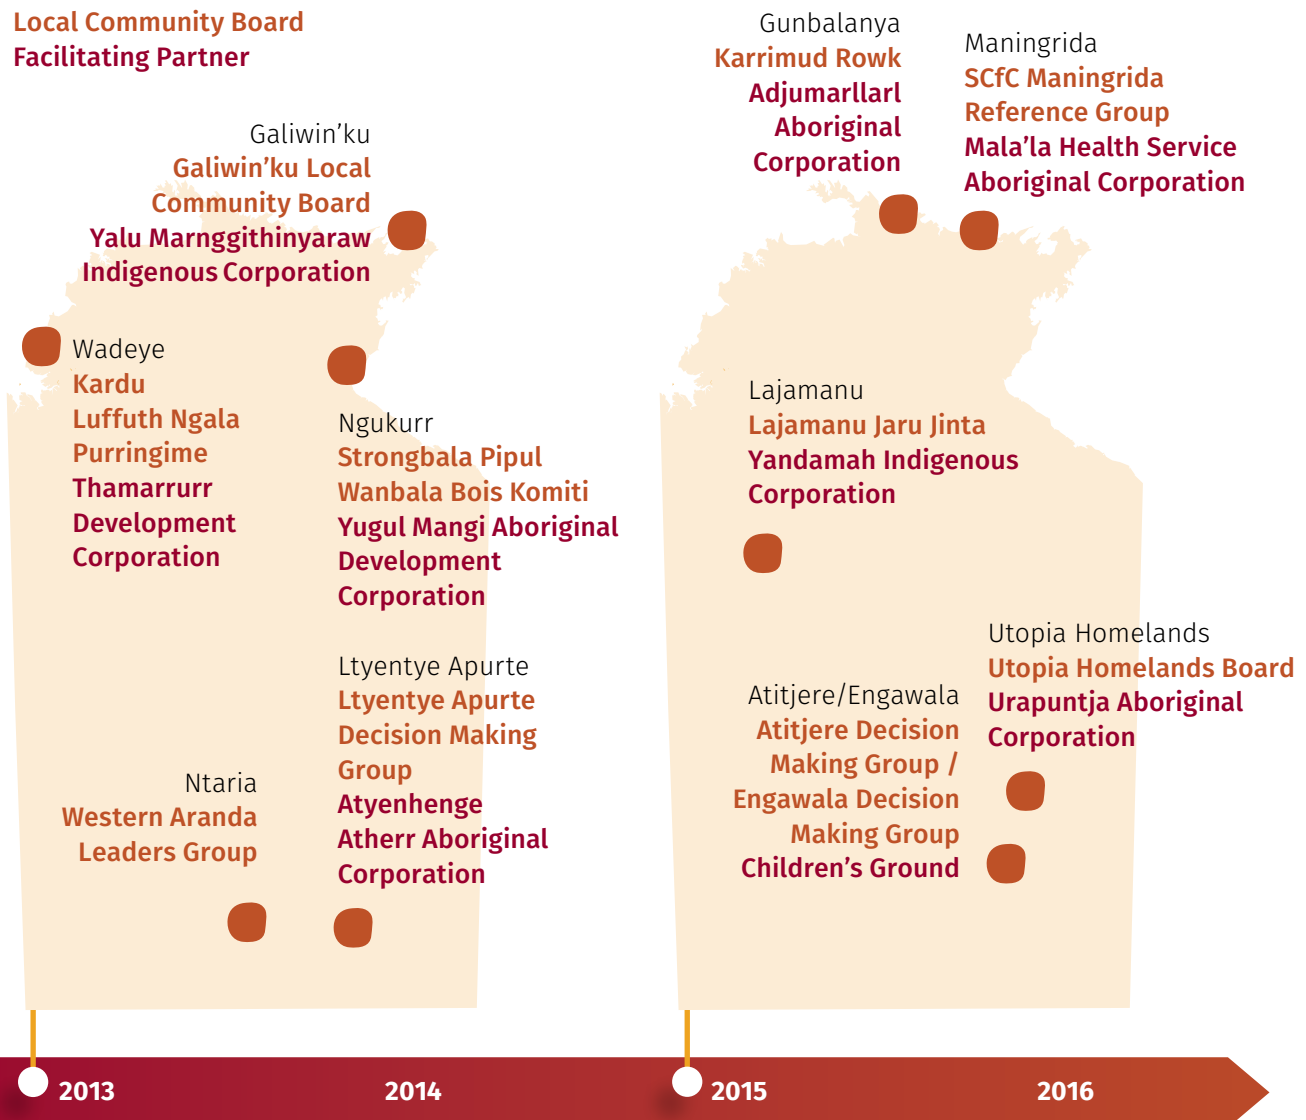 Local Community Board
Facilitating Partner
Galiwin’ku
Galiwin’ku Local
Community Board
Yalu Marnggithinyaraw
Indigenous Corporation
Wadeye
Kardu
Luffuth Ngala
Purringime
Thamarrurr
Development
Corporation
Ngukurr
Strongbala Pipul
Wanbala Bois Komiti
Yugul Mangi Aboriginal
Development
Corporation
Ltyentye Apurte
Ltyentye Apurte
Decision Making
Group
Atyenhenge
Atherr Aboriginal
Corporation
Ntaria
Western Aranda
Leaders Group
Gunbalanya
Karrimud Rowk
Adjumarllarl
Aboriginal
Corporation
Maningrida
SCfC Maningrida
Reference Group
Mala’la Health Service
Aboriginal Corporation
Lajamanu
Lajamanu Jaru Jinta
Yandamah Indigenous
Corporation
Utopia Homelands
Utopia Homelands Board
Urapuntja Aboriginal
Corporation
Atitjere/Engawala
Atitjere Decision
Making Group /
Engawala Decision
Making Group
Children’s Ground
2013
2014
2015
2016